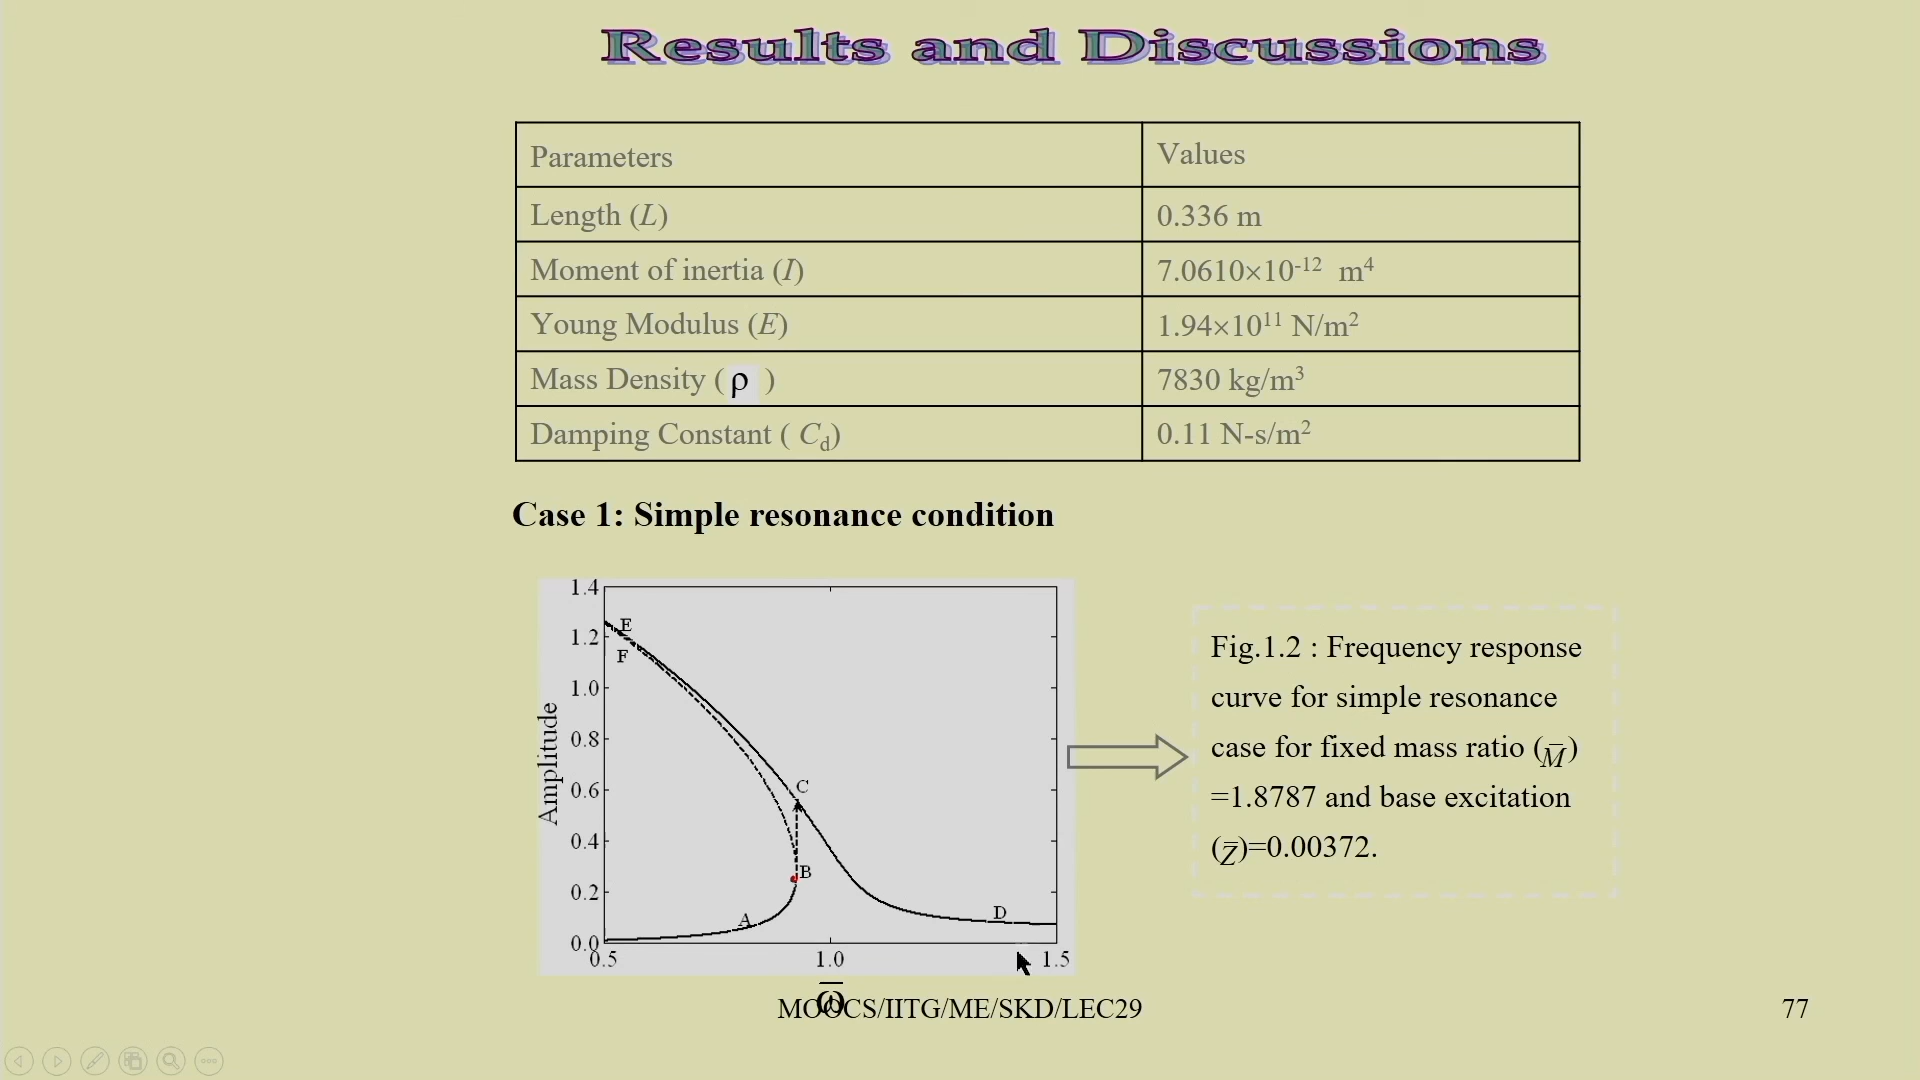 Results and Discussions
Parameters Values
Length (L) 0.336 m
Moment of inertia (I) 7.0610×10⁻¹² m⁴
Young Modulus (E) 1.94×10¹¹ N/m²
Mass Density ( ρ ) 7830 kg/m³
Damping Constant ( C_d) 0.11 N-s/m²
Case 1: Simple resonance condition
1.4
1.2
1.0
0.8
0.6
0.4
0.2
0.0
Amplitude
E
F
C
B
A
D
0.5 1.0 1.5
ω̅
Fig.1.2 : Frequency response
curve for simple resonance
case for fixed mass ratio (M̅)
=1.8787 and base excitation
(Z̅)=0.00372.
MOOCS/IITG/ME/SKD/LEC29
77